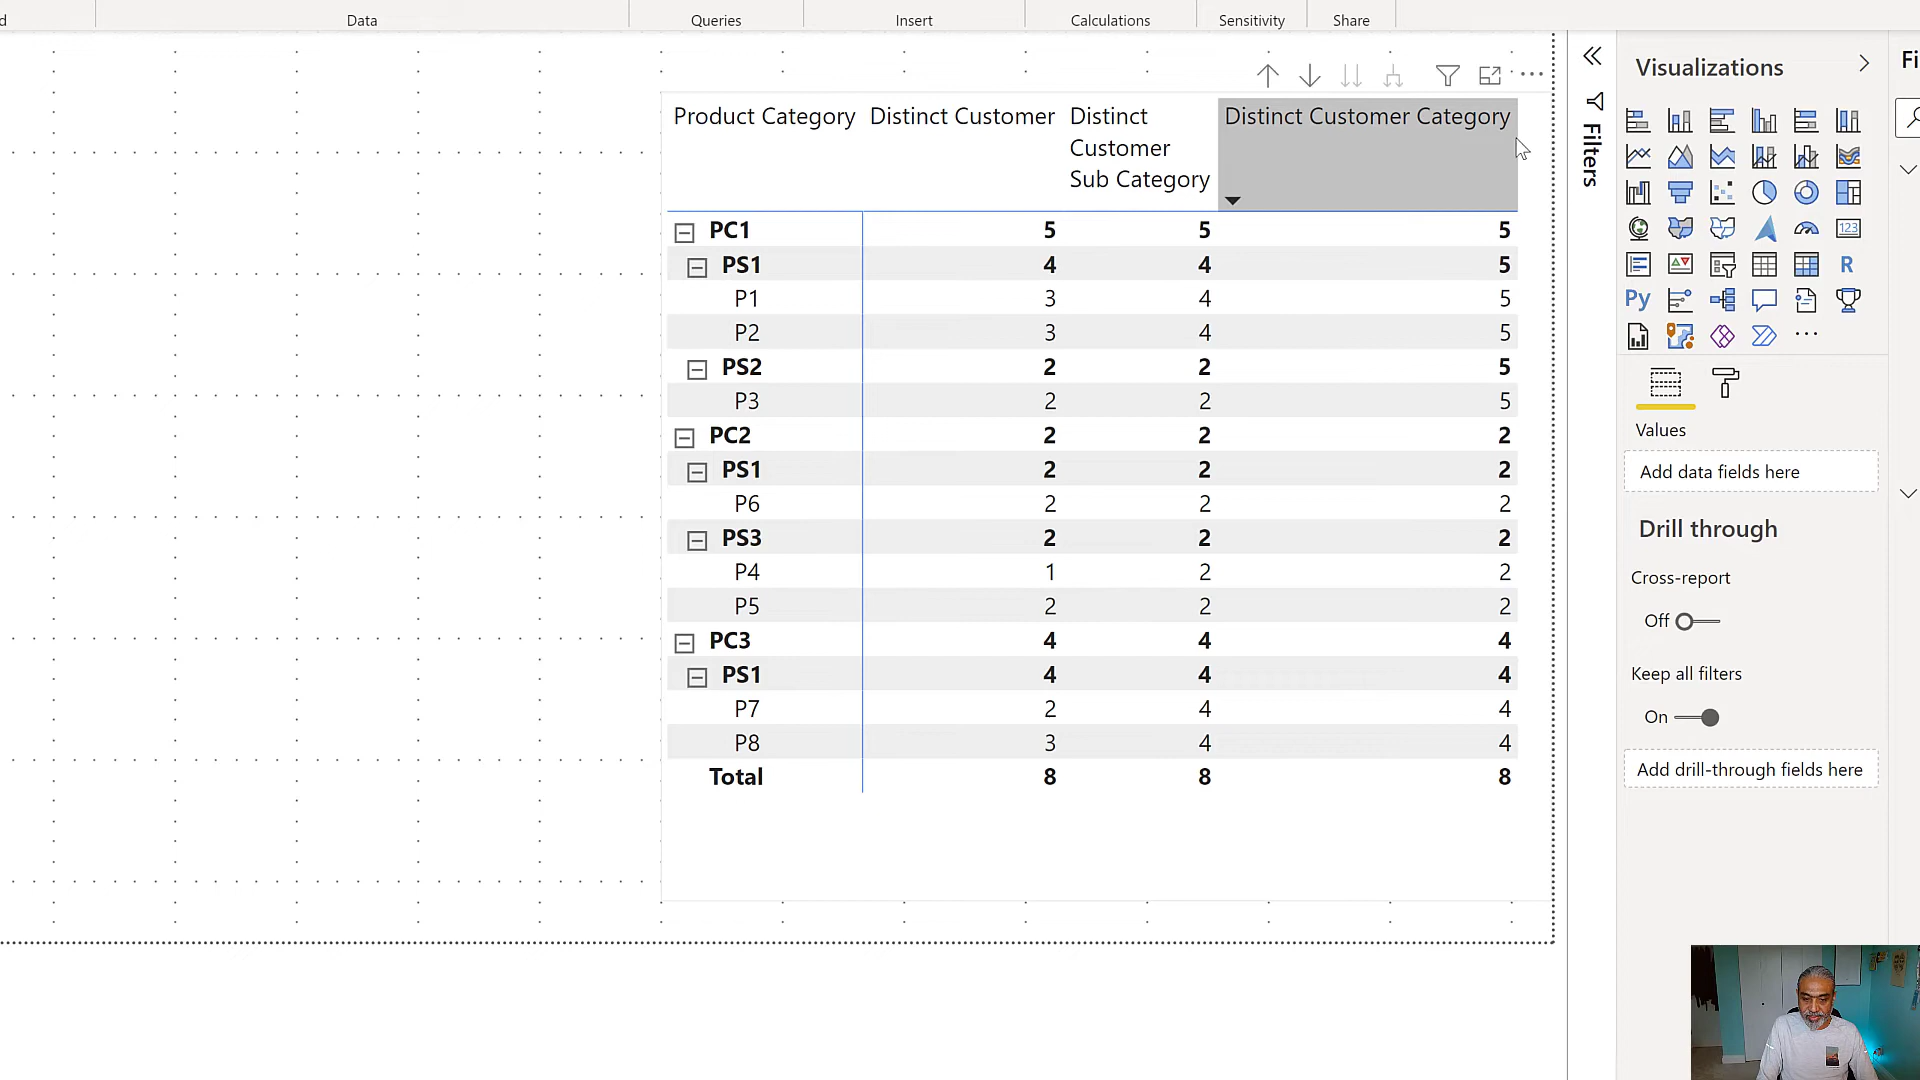 Data Queries Insert Calculations Sensitivity Share
Visualizations
Filters
Product Category Distinct Customer Distinct Customer Sub Category Distinct Customer Category
PC1 5 5 5
PS1 4 4 5
P1 3 4 5
P2 3 4 5
PS2 2 2 5
P3 2 2 5
PC2 2 2 2
PS1 2 2 2
P6 2 2 2
PS3 2 2 2
P4 1 2 2
P5 2 2 2
PC3 4 4 4
PS1 4 4 4
P7 2 4 4
P8 3 4 4
Total 8 8 8
123
R
Py
Values
Add data fields here
Drill through
Cross-report
Off
Keep all filters
On
Add drill-through fields here